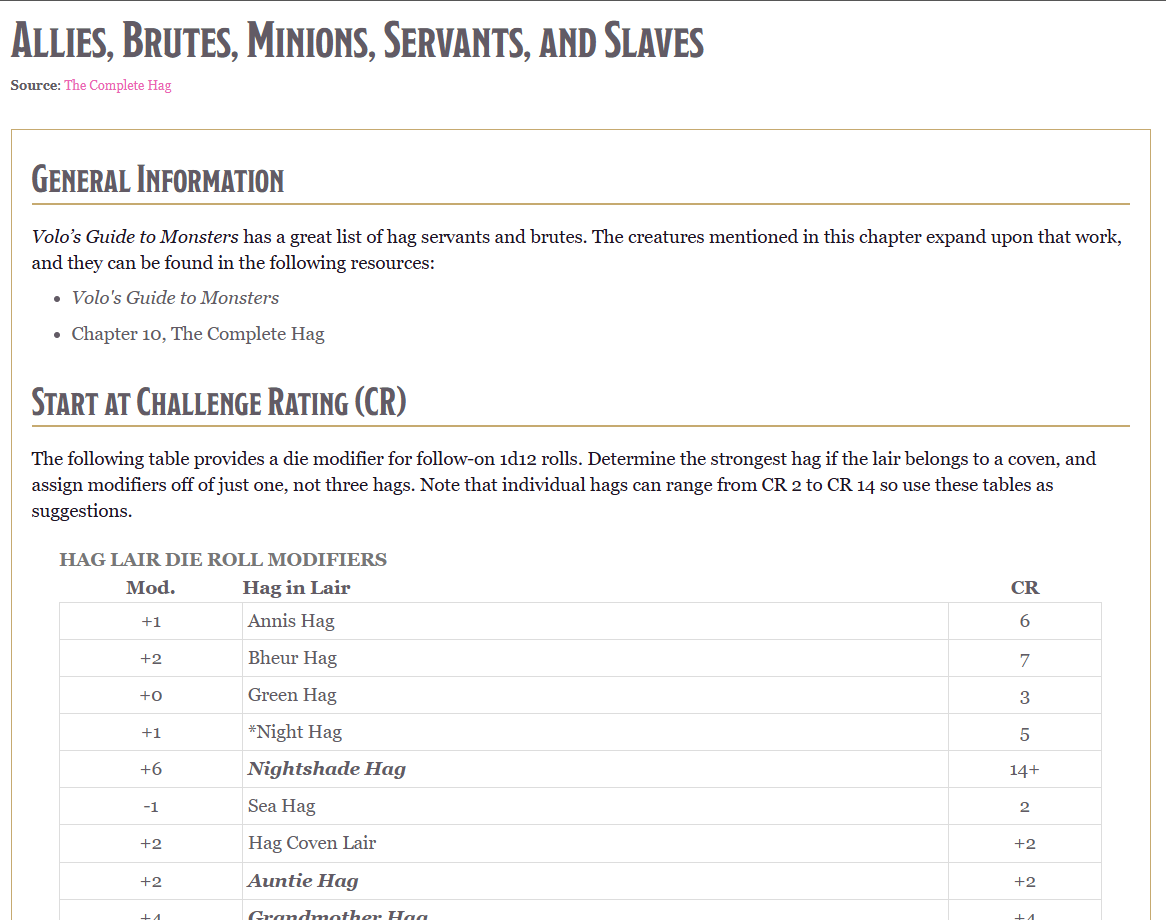 Allies, Brutes, Minions, Servants, and Slaves
Source: The Complete Hag
General Information
Volo’s Guide to Monsters has a great list of hag servants and brutes. The creatures mentioned in this chapter expand upon that work,
and they can be found in the following resources:
• Volo's Guide to Monsters
• Chapter 10, The Complete Hag
Start at Challenge Rating (CR)
The following table provides a die modifier for follow-on 1d12 rolls. Determine the strongest hag if the lair belongs to a coven, and
assign modifiers off of just one, not three hags. Note that individual hags can range from CR 2 to CR 14 so use these tables as
suggestions.
HAG LAIR DIE ROLL MODIFIERS
Mod. Hag in Lair CR
+1 Annis Hag 6
+2 Bheur Hag 7
+0 Green Hag 3
+1 *Night Hag 5
+6 Nightshade Hag 14+
-1 Sea Hag 2
+2 Hag Coven Lair +2
+2 Auntie Hag +2
+4 Grandmother Hag +4